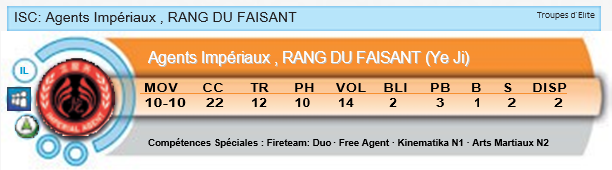 ISC: Agents Impériaux , RANG DU FAISANT
Troupes d'Elite
Agents Impériaux , RANG DU FAISANT (Ye Ji)
IL
MOV CC TR PH VOL BLI PB B S DISP
10-10 22 12 10 14 2 3 1 2 2
IMPERIAL AGENT
Compétences Spéciales : Fireteam: Duo · Free Agent · Kinematika N1 · Arts Martiaux N2